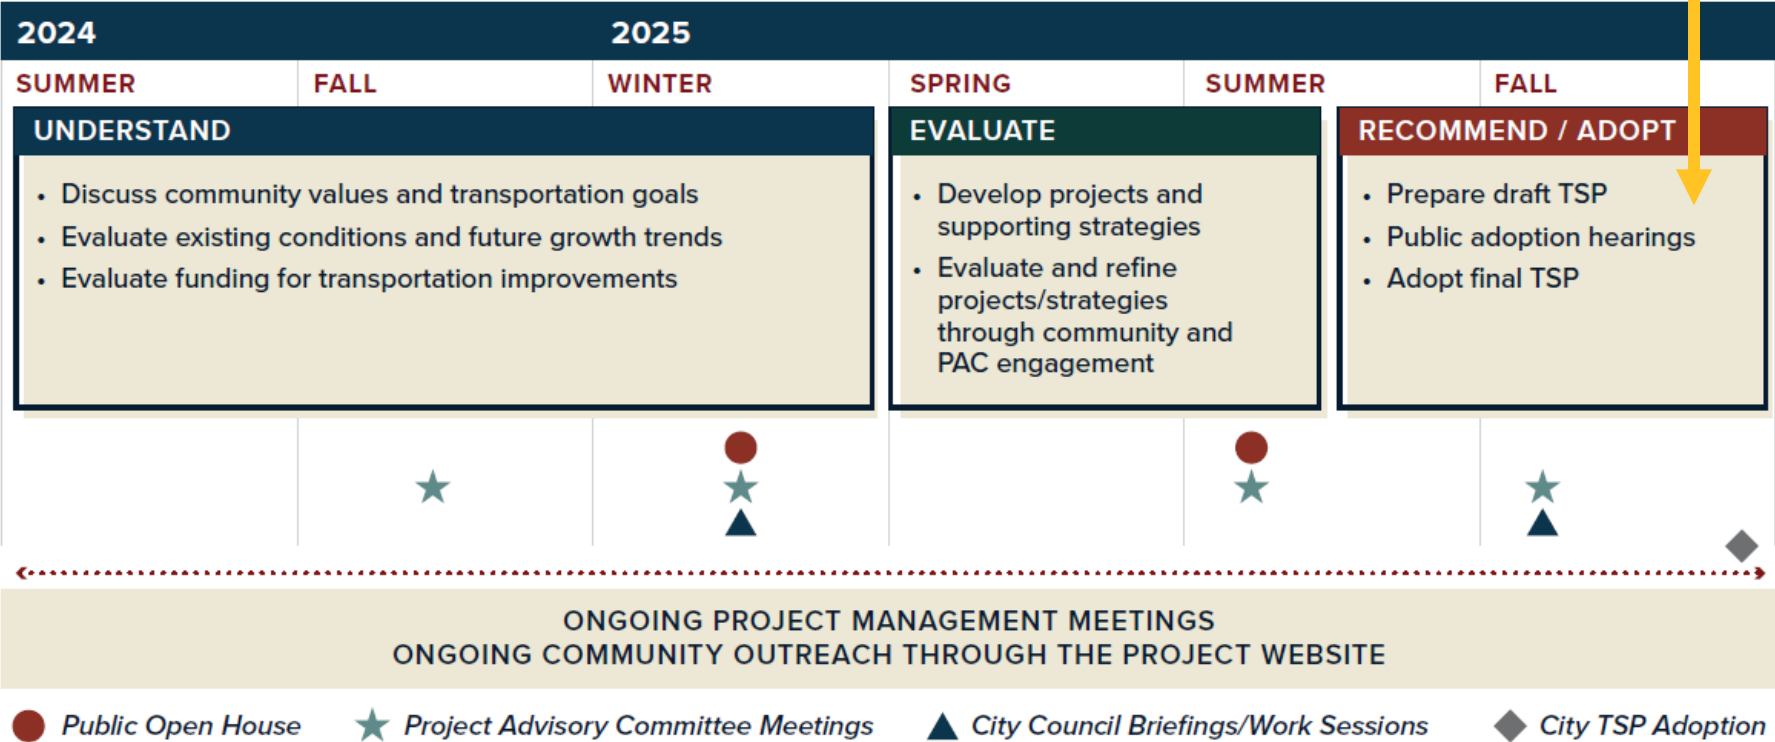 2024
2025
SUMMER
FALL
WINTER
SPRING
SUMMER
FALL
UNDERSTAND
• Discuss community values and transportation goals
• Evaluate existing conditions and future growth trends
• Evaluate funding for transportation improvements
EVALUATE
• Develop projects and
supporting strategies
• Evaluate and refine
projects/strategies
through community and
PAC engagement
RECOMMEND / ADOPT
• Prepare draft TSP
• Public adoption hearings
• Adopt final TSP
ONGOING PROJECT MANAGEMENT MEETINGS
ONGOING COMMUNITY OUTREACH THROUGH THE PROJECT WEBSITE
Public Open House
Project Advisory Committee Meetings
City Council Briefings/Work Sessions
City TSP Adoption